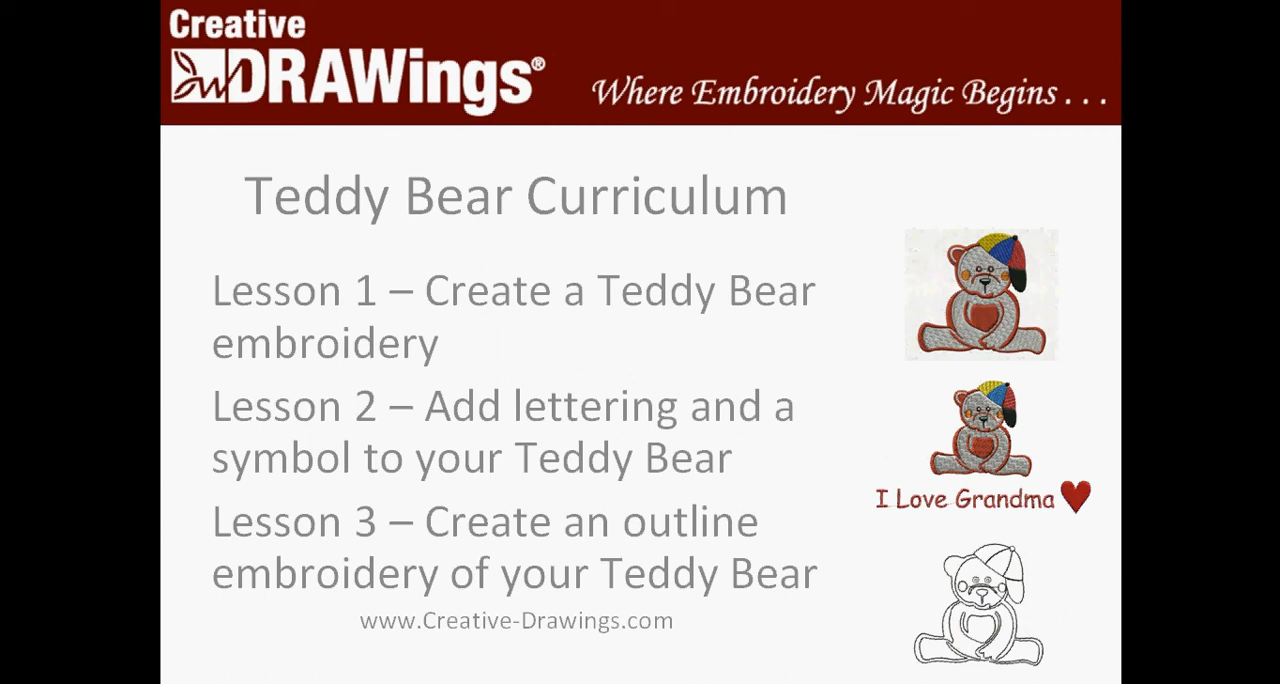 Creative
DRAWings®
Where Embroidery Magic Begins . . .
Teddy Bear Curriculum
Lesson 1 – Create a Teddy Bear
embroidery
Lesson 2 – Add lettering and a
symbol to your Teddy Bear
I Love Grandma
Lesson 3 – Create an outline
embroidery of your Teddy Bear
www.Creative-Drawings.com